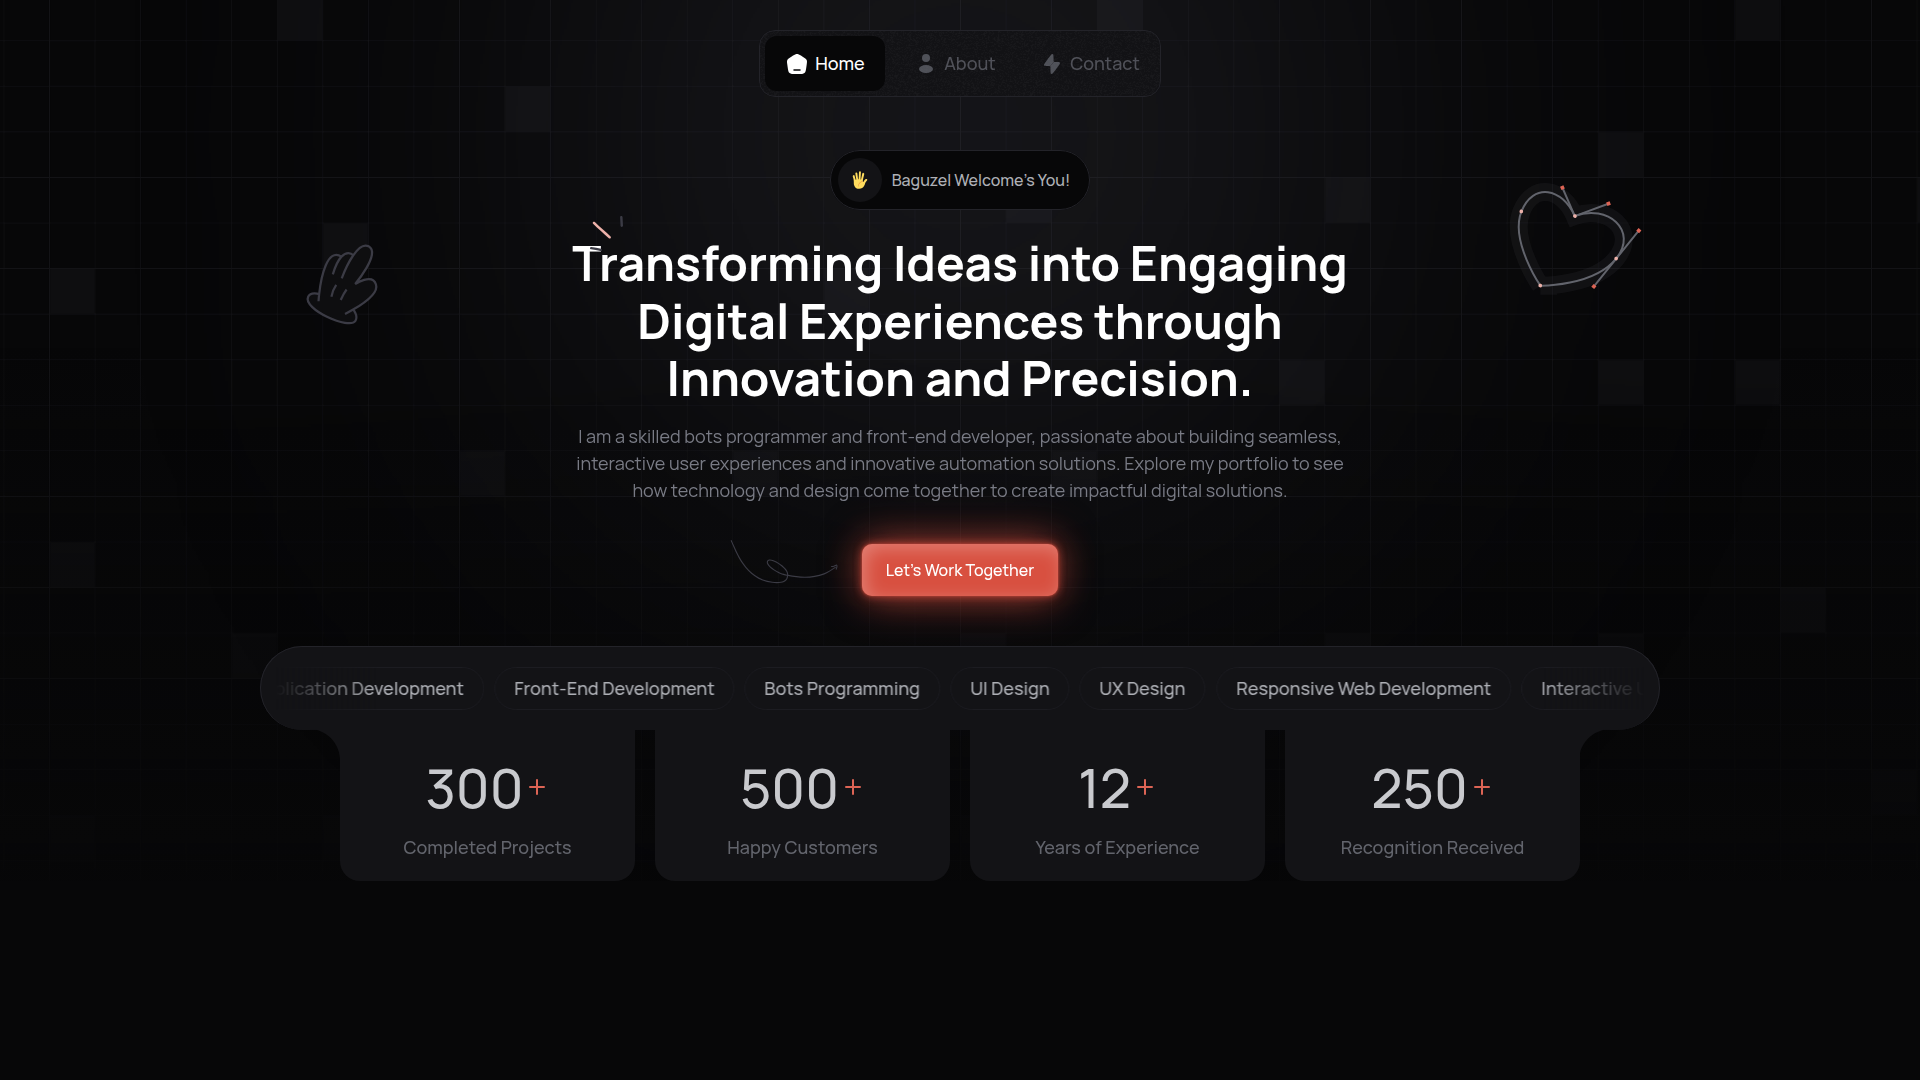 Home
About
Contact
Baguzel Welcome's You!
Transforming Ideas into Engaging
Digital Experiences through
Innovation and Precision.
I am a skilled bots programmer and front-end developer, passionate about building seamless,
interactive user experiences and innovative automation solutions. Explore my portfolio to see
how technology and design come together to create impactful digital solutions.
Let's Work Together
Development
Front-End Development
Bots Programming
UI Design
UX Design
Responsive Web Development
Interactive
300+
Completed Projects
500+
Happy Customers
12+
Years of Experience
250+
Recognition Received